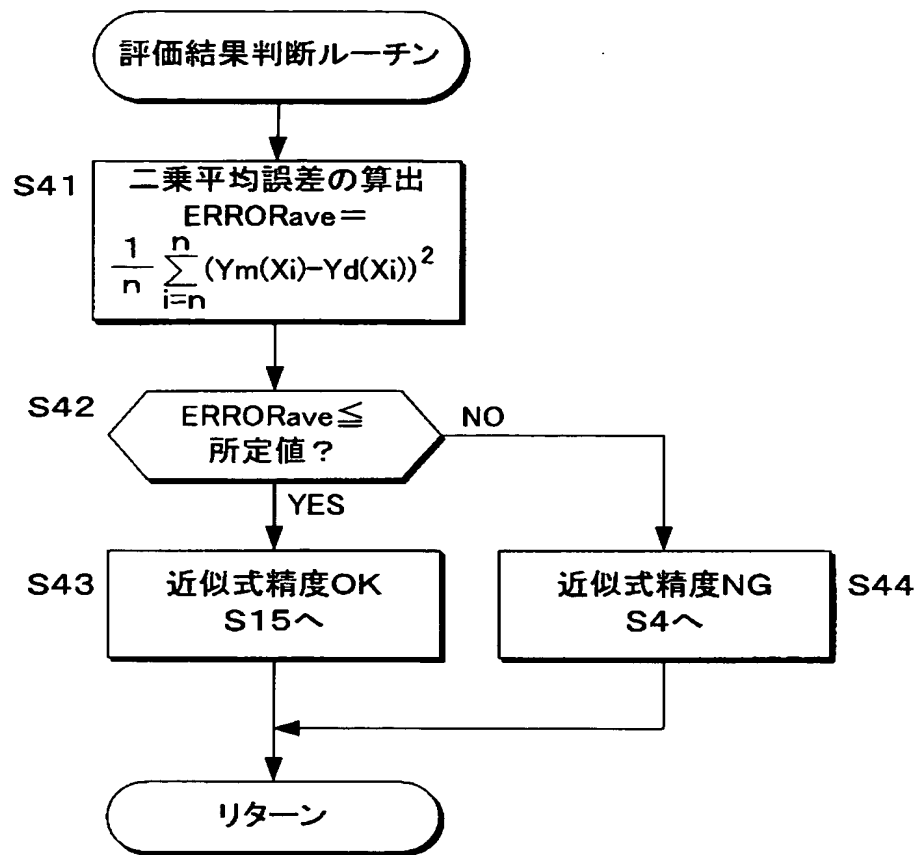 評価結果判断ルーチン
S41
二乗平均誤差の算出
ERRORave＝
1/n Σ[i=n→n] (Ym(Xi)-Yd(Xi))²
S42
ERRORave≦
所定値？
NO
YES
S43
近似式精度OK
S15へ
近似式精度NG
S4へ
S44
リターン